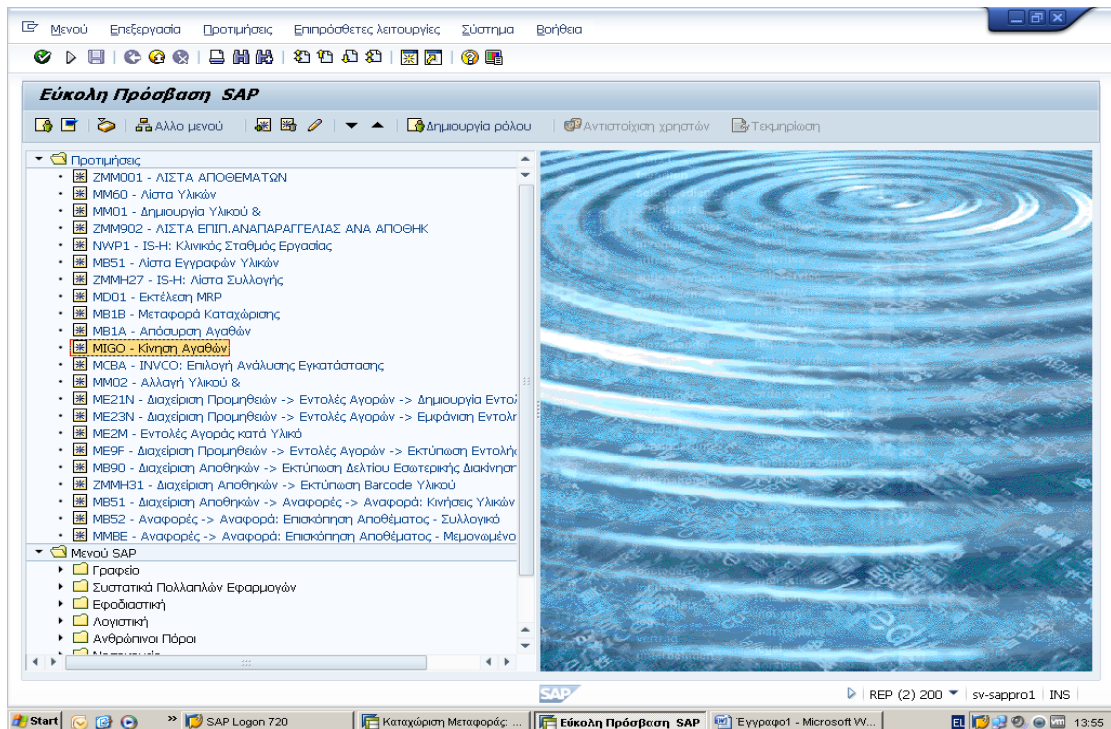 Μενού Επεξεργασία Προτιμήσεις Επιπρόσθετες λειτουργίες Σύστημα Βοήθεια
Εύκολη Πρόσβαση SAP
Άλλο μενού Δημιουργία ρόλου Αντιστοίχιση χρηστών Τεκμηρίωση
Προτιμήσεις
ZMM001 - ΛΙΣΤΑ ΑΠΟΘΕΜΑΤΩΝ
MM60 - Λίστα Υλικών
MM01 - Δημιουργία Υλικού &
ZMM902 - ΛΙΣΤΑ ΕΠΙΠ.ΑΝΑΠΑΡΑΓΓΕΛΙΑΣ ΑΝΑ ΑΠΟΘΗΚ
NWP1 - IS-H: Κλινικός Σταθμός Εργασίας
MB51 - Λίστα Εγγραφών Υλικών
ZMMH27 - IS-H: Λίστα Συλλογής
MD01 - Εκτέλεση MRP
MB1B - Μεταφορά Καταχώρισης
MB1A - Απόσυρση Αγαθών
MIGO - Κίνηση Αγαθών
MCBA - INVCO: Επιλογή Ανάλυσης Εγκατάστασης
MM02 - Αλλαγή Υλικού &
ME21N - Διαχείριση Προμηθειών -> Εντολές Αγορών -> Δημιουργία Εντολ
ME23N - Διαχείριση Προμηθειών -> Εντολές Αγορών -> Εμφάνιση Εντολ
ME2M - Εντολές Αγοράς κατά Υλικό
ME9F - Διαχείριση Προμηθειών -> Εντολές Αγορών -> Εκτύπωση Εντολή
MB90 - Διαχείριση Αποθηκών -> Εκτύπωση Δελτίου Εσωτερικής Διακίνησ
ZMMH31 - Διαχείριση Αποθηκών -> Εκτύπωση Barcode Υλικού
MB51 - Διαχείριση Αποθηκών -> Αναφορές -> Αναφορά: Κινήσεις Υλικών
MB52 - Αναφορές -> Αναφορά: Επισκόπηση Αποθέματος - Συλλογικό
MMBE - Αναφορές -> Αναφορά: Επισκόπηση Αποθέματος - Μεμονωμένο
Μενού SAP
Γραφείο
Συστατικά Πολλαπλών Εφαρμογών
Εφοδιαστική
Λογιστική
Ανθρώπινοι Πόροι
SAP
REP (2) 200 sv-sappro1 INS
Start SAP Logon 720 Καταχώριση Μεταφοράς: ... Εύκολη Πρόσβαση SAP Έγγραφο1 - Microsoft W... EL 13:55